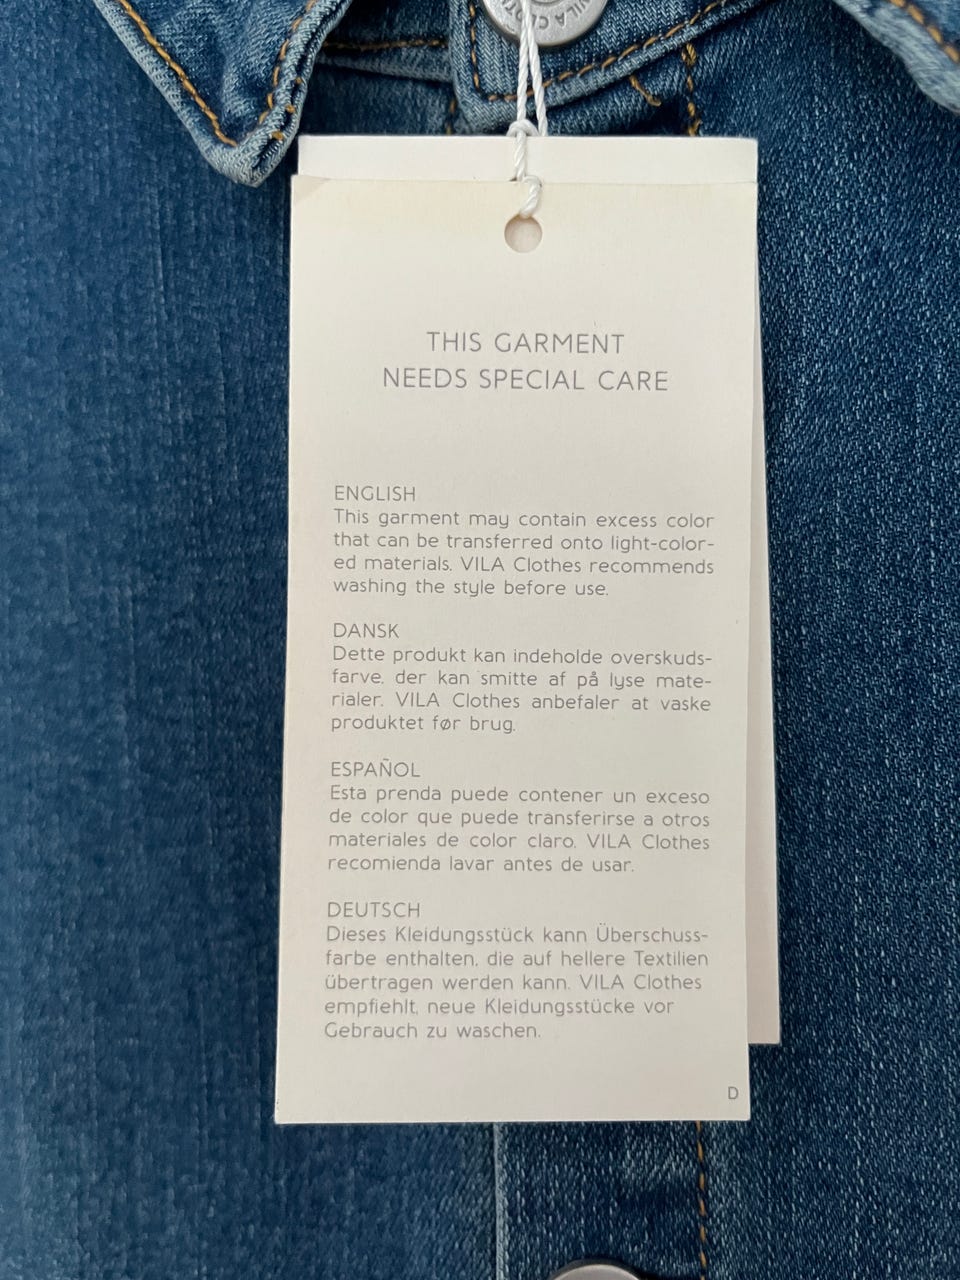 VILA CLOTH
THIS GARMENT
NEEDS SPECIAL CARE
ENGLISH
This garment may contain excess color
that can be transferred onto light-color-
ed materials. VILA Clothes recommends
washing the style before use.
DANSK
Dette produkt kan indeholde overskuds-
farve, der kan smitte af på lyse mate-
rialer. VILA Clothes anbefaler at vaske
produktet før brug.
ESPAÑOL
Esta prenda puede contener un exceso
de color que puede transferirse a otros
materiales de color claro. VILA Clothes
recomienda lavar antes de usar.
DEUTSCH
Dieses Kleidungsstück kann Überschuss-
farbe enthalten, die auf hellere Textilien
übertragen werden kann. VILA Clothes
empfiehlt, neue Kleidungsstücke vor
Gebrauch zu waschen.
D